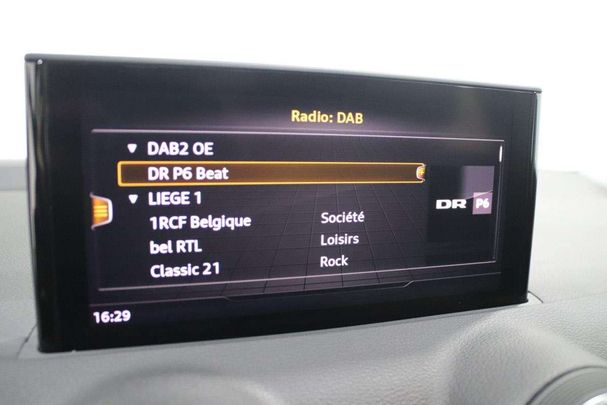 Radio: DAB
DAB2 OE
DR P6 Beat
LIEGE 1
1RCF Belgique Société
bel RTL Loisirs
Classic 21 Rock
DR P6
16:29